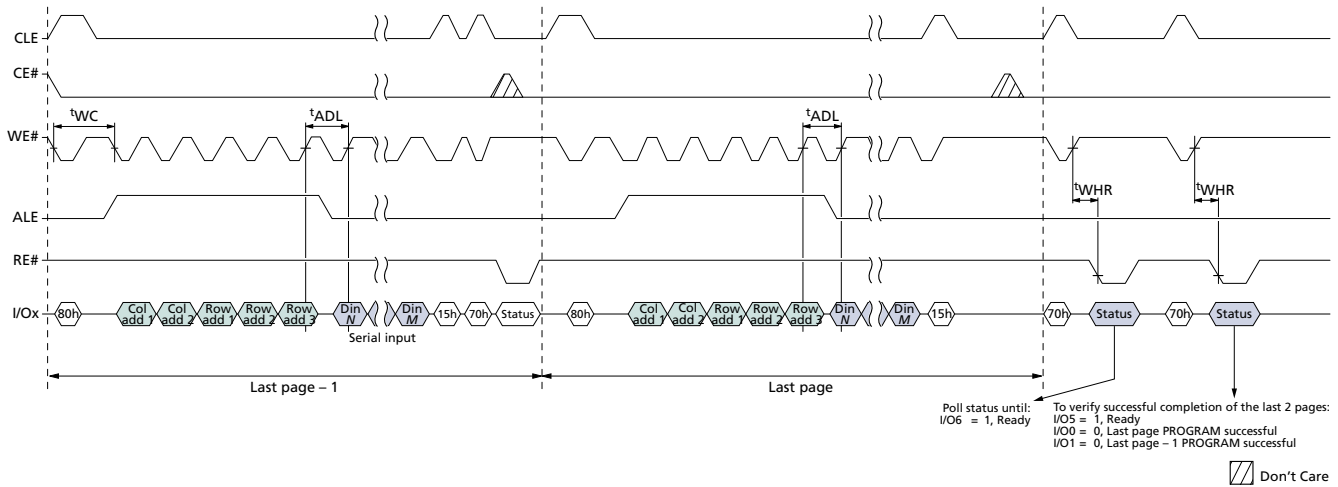 CLE
CE#
tWC
tADL
tADL
WE#
tWHR
tWHR
ALE
RE#
I/Ox
80h
Col add 1
Col add 2
Row add 1
Row add 2
Row add 3
Din N
Din M
15h
70h
Status
80h
Col add 1
Col add 2
Row add 1
Row add 2
Row add 3
Din N
Din M
15h
70h
Status
70h
Status
Serial input
Last page – 1
Last page
Poll status until:
I/O6 = 1, Ready
To verify successful completion of the last 2 pages:
I/O5 = 1, Ready
I/O0 = 0, Last page PROGRAM successful
I/O1 = 0, Last page – 1 PROGRAM successful
Don't Care